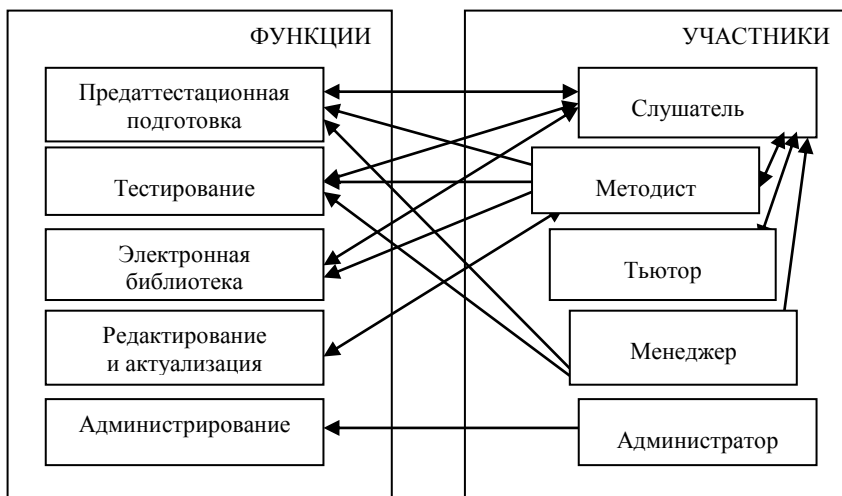 ФУНКЦИИ
Предаттестационная
подготовка
Тестирование
Электронная
библиотека
Редактирование
и актуализация
Администрирование
УЧАСТНИКИ
Слушатель
Методист
Тьютор
Менеджер
Администратор